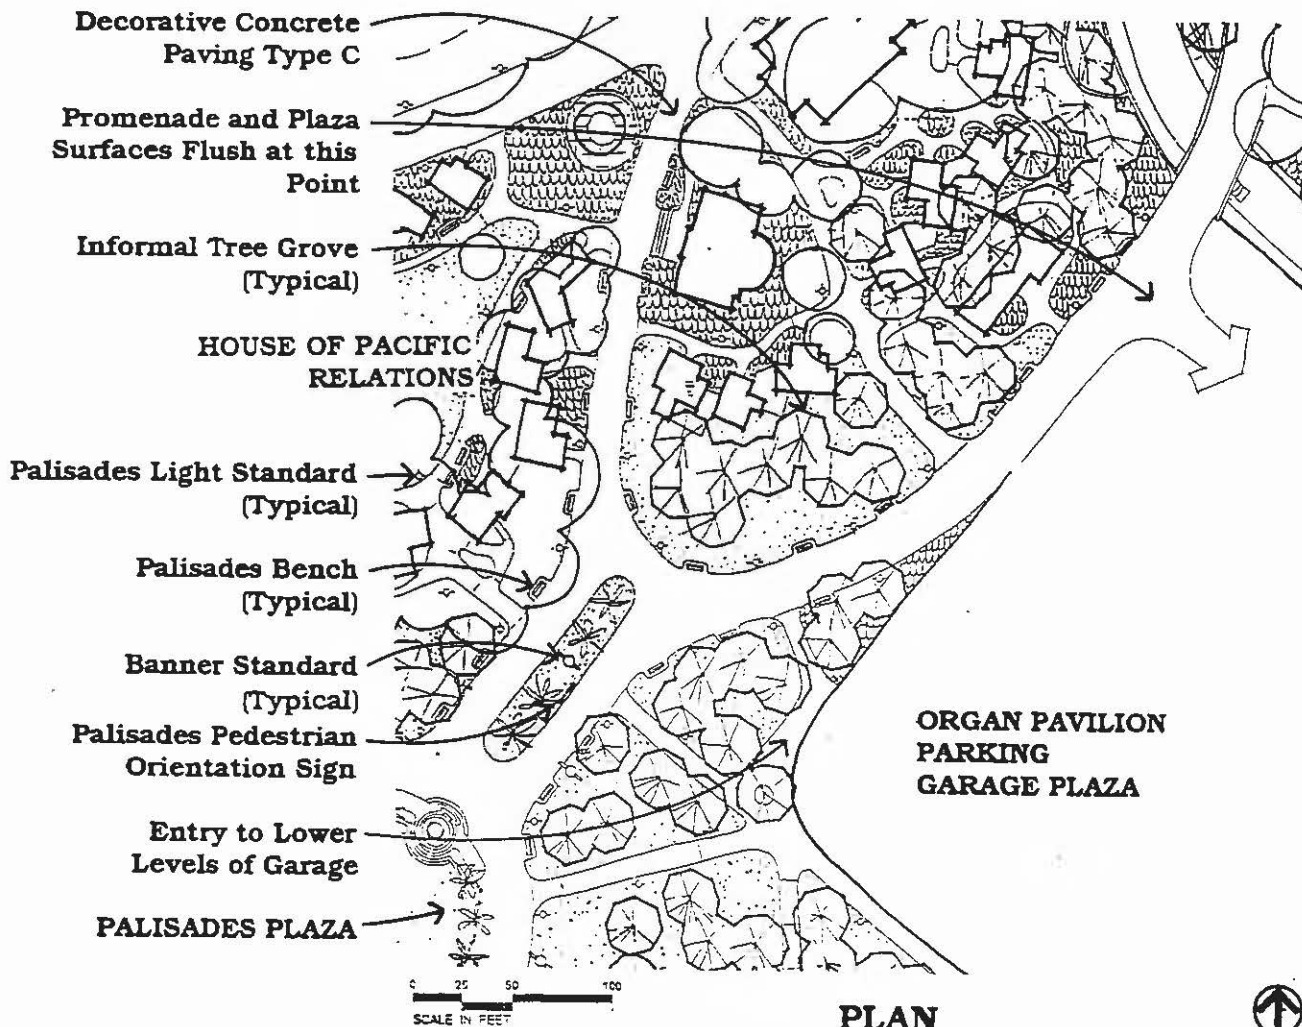 Decorative Concrete
Paving Type C
Promenade and Plaza
Surfaces Flush at this
Point
Informal Tree Grove
(Typical)
HOUSE OF PACIFIC
RELATIONS
Palisades Light Standard
(Typical)
Palisades Bench
(Typical)
Banner Standard
(Typical)
Palisades Pedestrian
Orientation Sign
Entry to Lower
Levels of Garage
PALISADES PLAZA
ORGAN PAVILION
PARKING
GARAGE PLAZA
0 25 50 100
SCALE IN FEET
PLAN